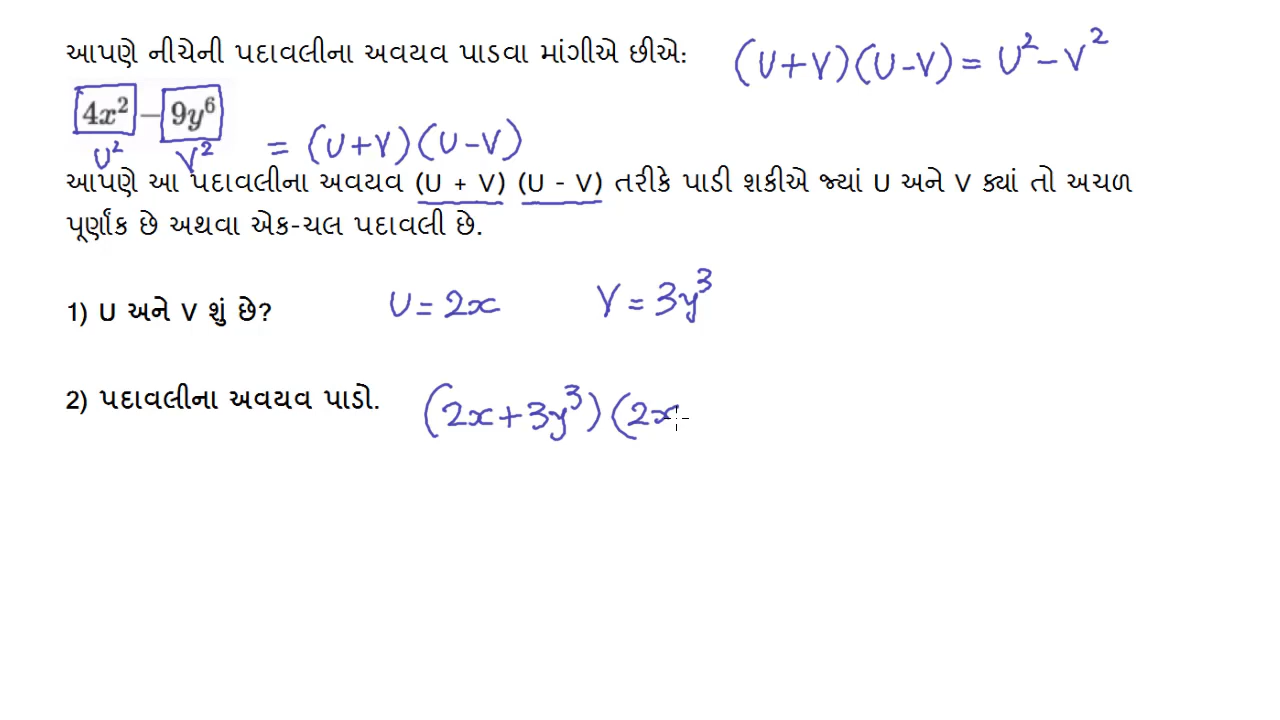 આપણે નીચેની પદાવલીના અવયવ પાડવા માંગીએ છીએઃ (U+V)(U-V) = U² - V²
4x² - 9y⁶ = (U+V)(U-V)
U² V²
આપણે આ પદાવલીના અવયવ (U + V) (U - V) તરીકે પાડી શકીએ જ્યાં U અને V ક્યાં તો અચળ
પૂર્ણાંક છે અથવા એક-ચલ પદાવલી છે.
1) U અને V શું છે? U = 2x V = 3y³
2) પદાવલીના અવયવ પાડો. (2x+3y³)(2x